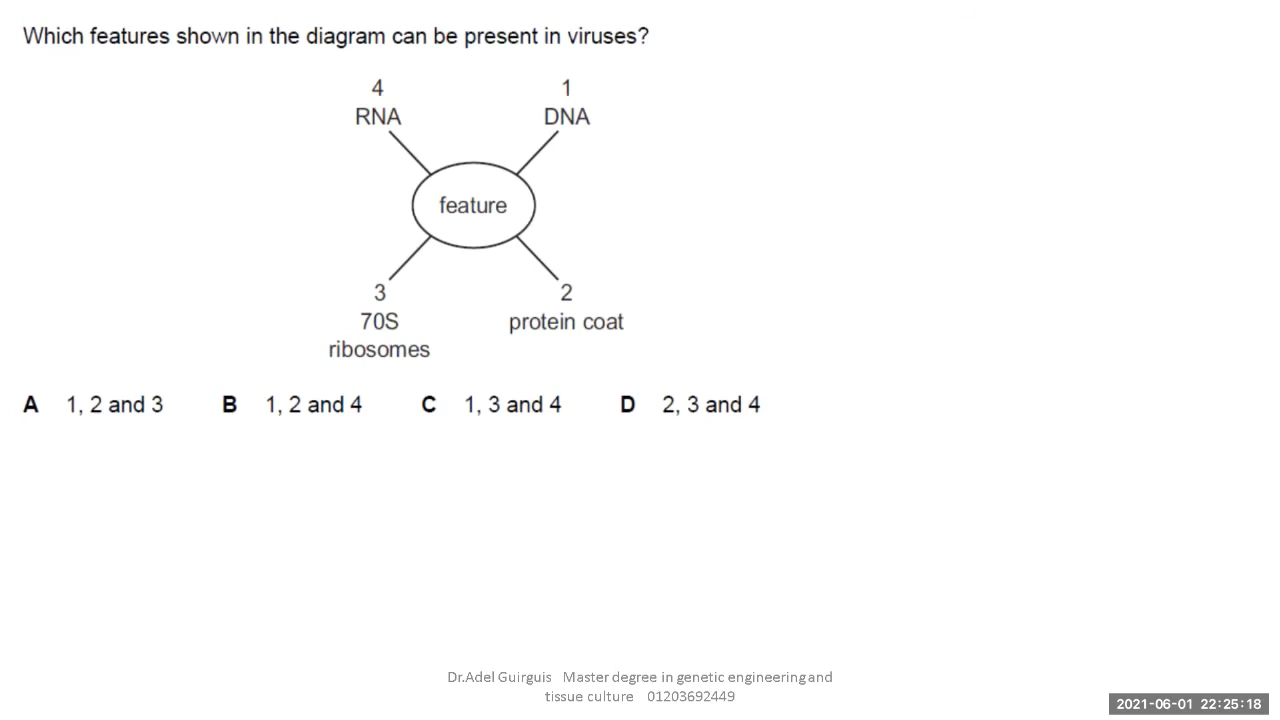 Which features shown in the diagram can be present in viruses?
4 1
RNA DNA
feature
3 2
70S protein coat
ribosomes
A 1, 2 and 3 B 1, 2 and 4 C 1, 3 and 4 D 2, 3 and 4
Dr.Adel Guirguis Master degree in genetic engineering and
tissue culture 01203692449
2021-06-01 22:25:18